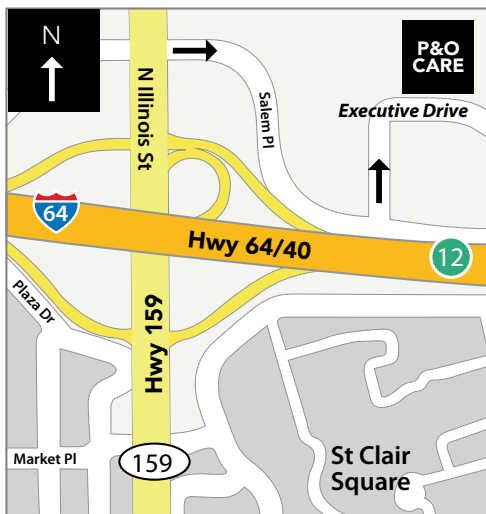 N
P&O
CARE
N Illinois St
Salem Pl
Executive Drive
64
Hwy 64/40
12
Plaza Dr
Hwy 159
Market Pl
159
St Clair
Square